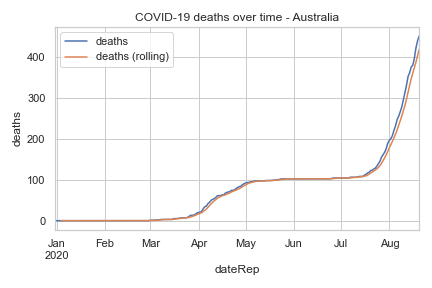 COVID-19 deaths over time - Australia
deaths
deaths (rolling)
400
300
200
100
0
deaths
Jan
2020
Feb
Mar
Apr
May
Jun
Jul
Aug
dateRep